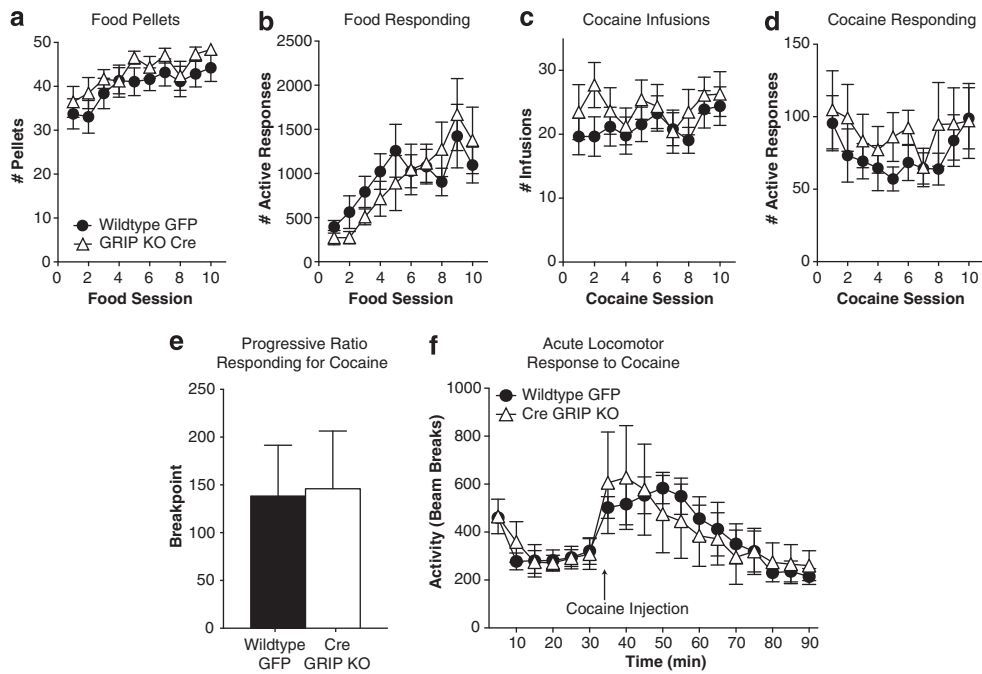 a
Food Pellets
50
40
30
20
10
0
# Pellets
Wildtype GFP
GRIP KO Cre
0 2 4 6 8 10
Food Session
b
Food Responding
2500
2000
1500
1000
500
0
# Active Responses
0 2 4 6 8 10
Food Session
c
Cocaine Infusions
30
20
10
0
# Infusions
0 2 4 6 8 10
Cocaine Session
d
Cocaine Responding
150
100
50
0
# Active Responses
0 2 4 6 8 10
Cocaine Session
e
Progressive Ratio
Responding for Cocaine
250
200
150
100
50
0
Breakpoint
Wildtype
GFP
Cre
GRIP KO
f
Acute Locomotor
Response to Cocaine
1000
800
600
400
200
0
Activity (Beam Breaks)
Wildtype GFP
Cre GRIP KO
Cocaine Injection
10 20 30 40 50 60 70 80 90
Time (min)